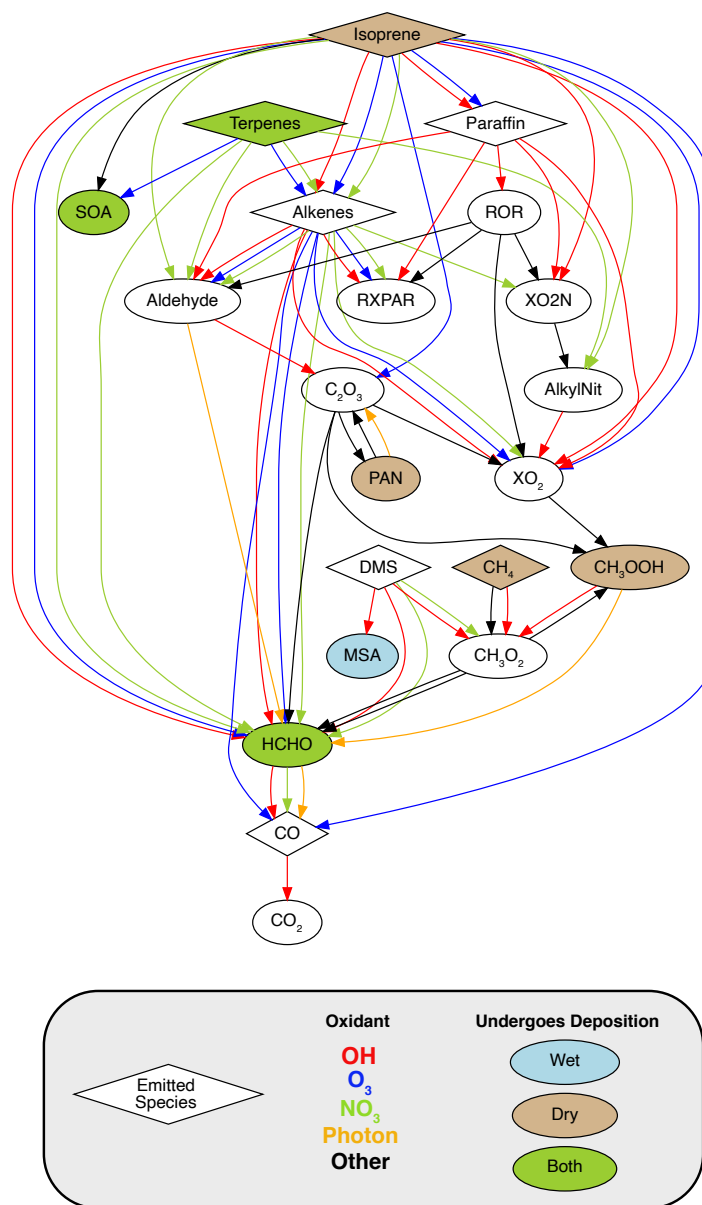 Isoprene
Terpenes
Paraffin
SOA
Alkenes
ROR
Aldehyde
RXPAR
XO2N
C₂O₃
AlkylNit
PAN
XO₂
DMS
CH₄
CH₃OOH
MSA
CH₃O₂
HCHO
CO
CO₂
Oxidant
Undergoes Deposition
Emitted
Species
OH
O₃
NO₃
Photon
Other
Wet
Dry
Both